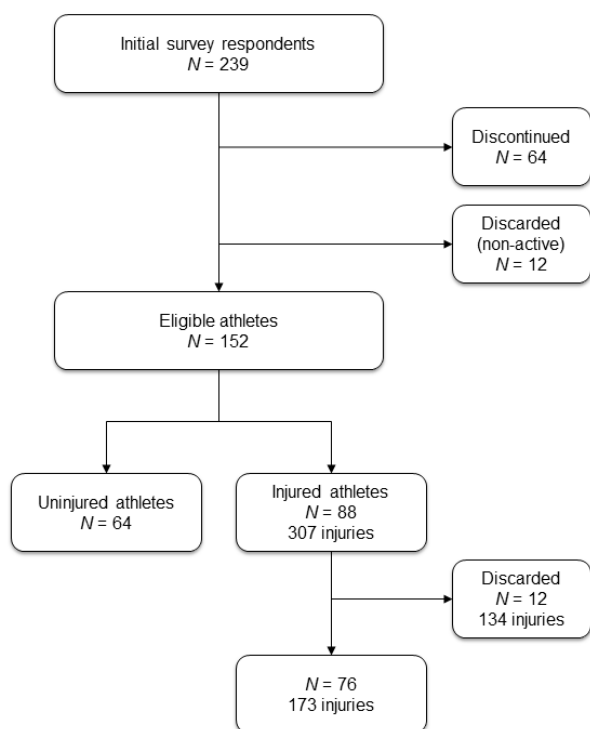 Initial survey respondents
N = 239
Discontinued
N = 64
Discarded
(non-active)
N = 12
Eligible athletes
N = 152
Uninjured athletes
N = 64
Injured athletes
N = 88
307 injuries
Discarded
N = 12
134 injuries
N = 76
173 injuries